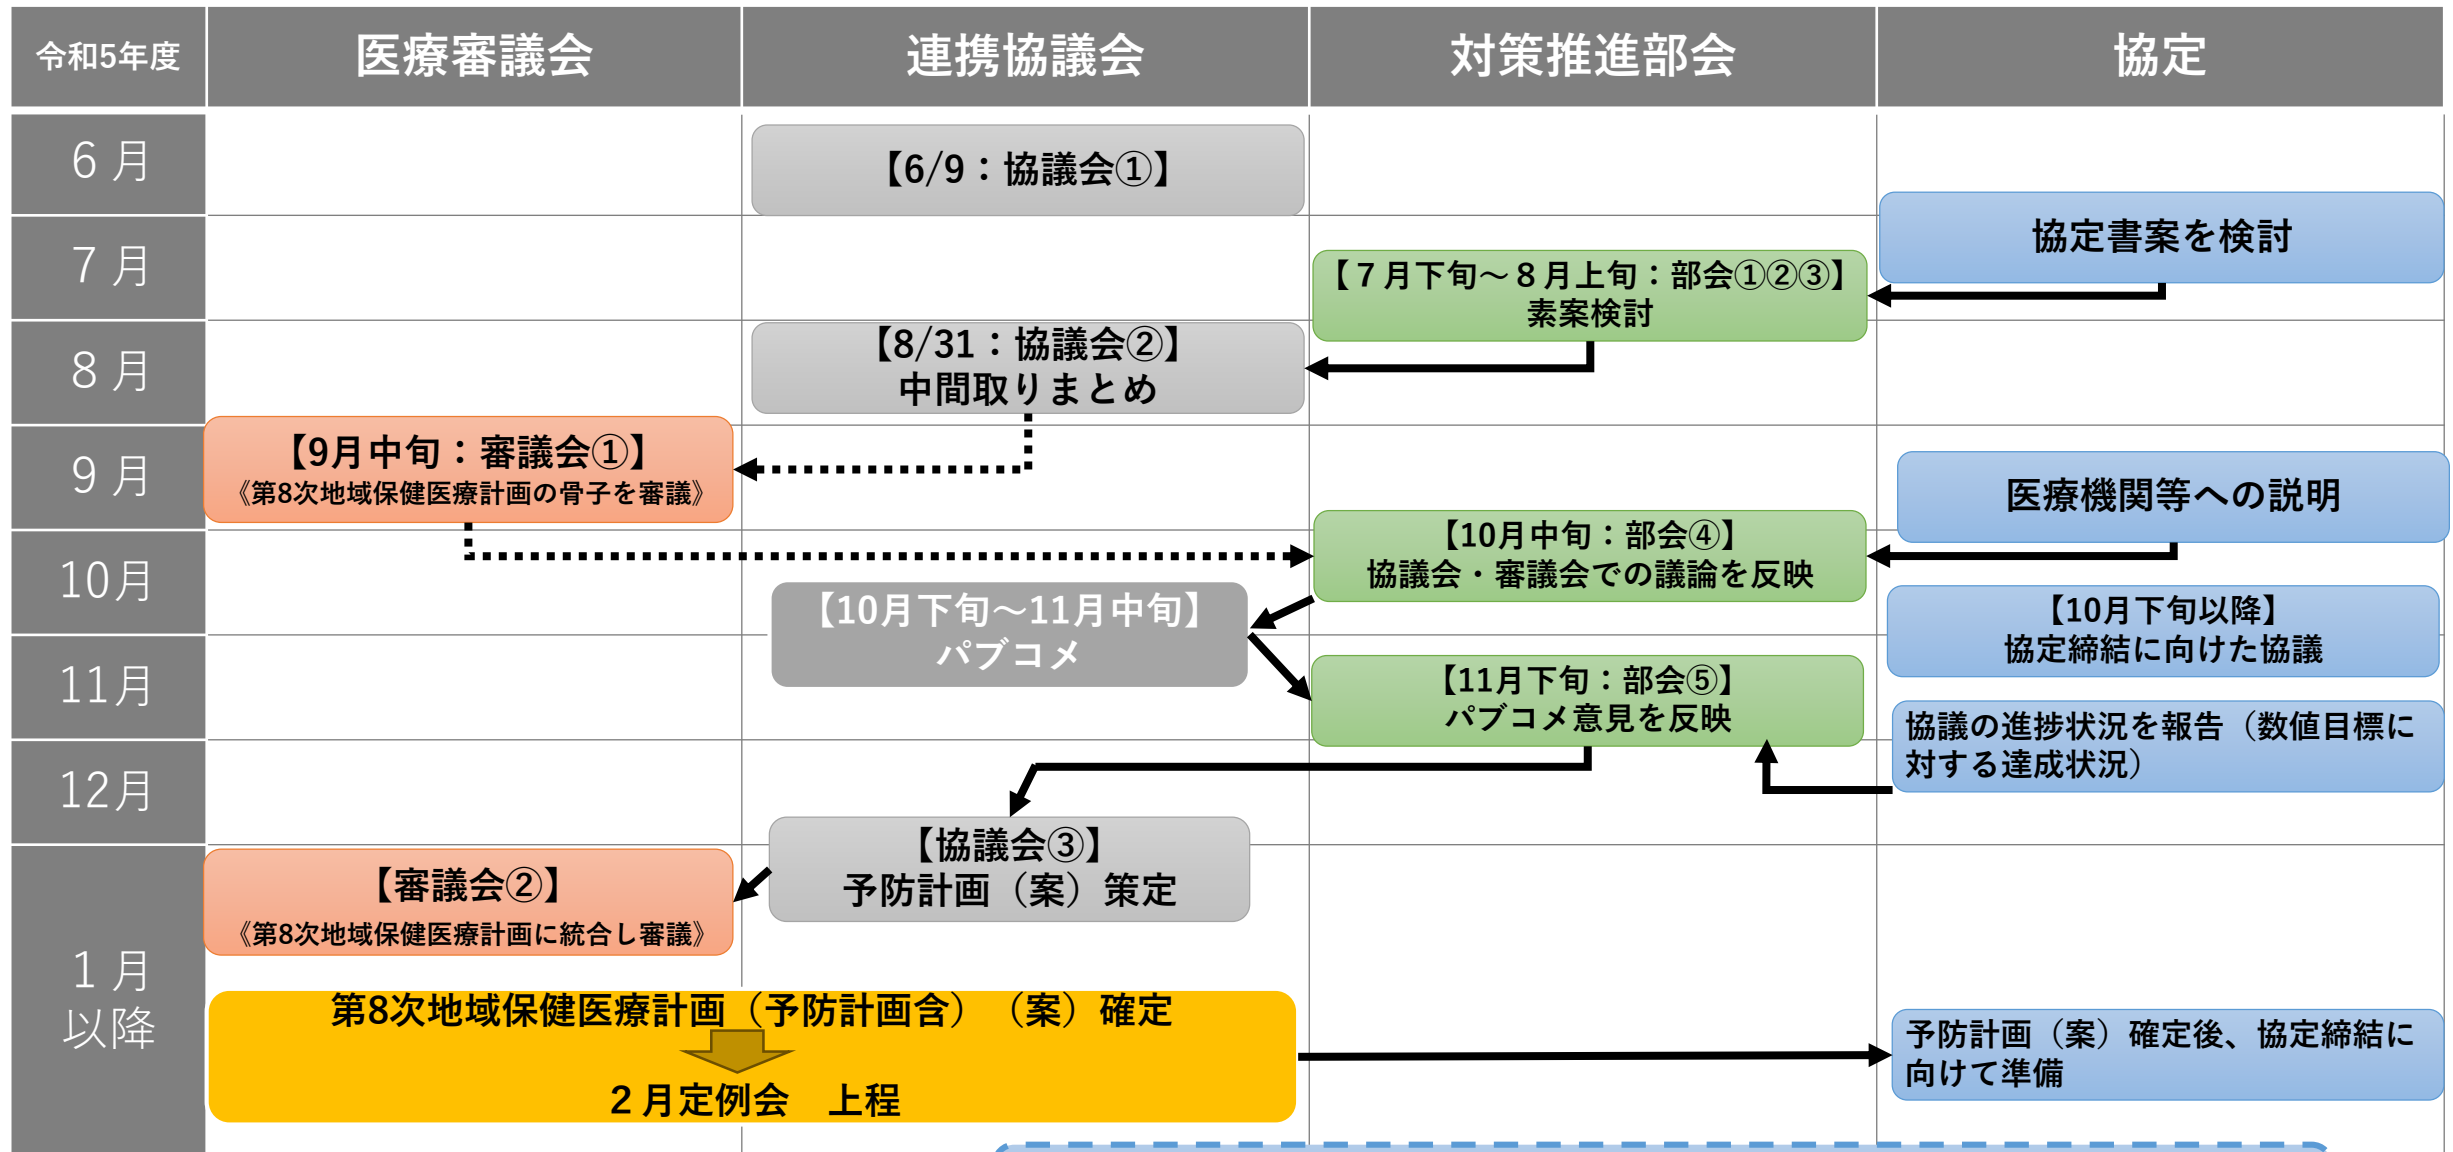 令和5年度
医療審議会
連携協議会
対策推進部会
協定
6月
【6/9：協議会①】
協定書案を検討
7月
【７月下旬～８月上旬：部会①②③】
素案検討
8月
【8/31：協議会②】
中間取りまとめ
9月
【9月中旬：審議会①】
《第8次地域保健医療計画の骨子を審議》
医療機関等への説明
10月
【10月中旬：部会④】
協議会・審議会での議論を反映
【10月下旬～11月中旬】
パブコメ
【10月下旬以降】
協定締結に向けた協議
11月
【11月下旬：部会⑤】
パブコメ意見を反映
協議の進捗状況を報告（数値目標に
対する達成状況）
12月
【協議会③】
予防計画（案）策定
【審議会②】
《第8次地域保健医療計画に統合し審議》
1月
以降
第8次地域保健医療計画（予防計画含）（案）確定
２月定例会　上程
予防計画（案）確定後、協定締結に
向けて準備